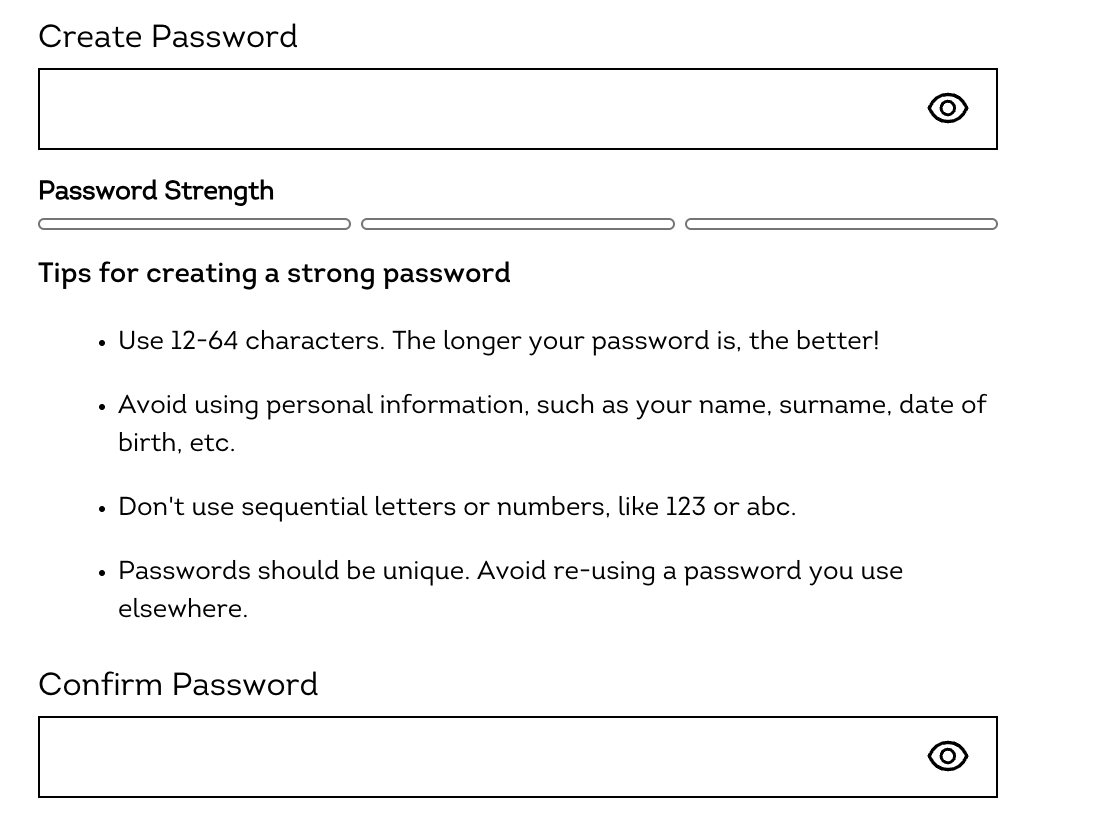 Create Password
Password Strength
Tips for creating a strong password
• Use 12-64 characters. The longer your password is, the better!
• Avoid using personal information, such as your name, surname, date of
birth, etc.
• Don't use sequential letters or numbers, like 123 or abc.
• Passwords should be unique. Avoid re-using a password you use
elsewhere.
Confirm Password